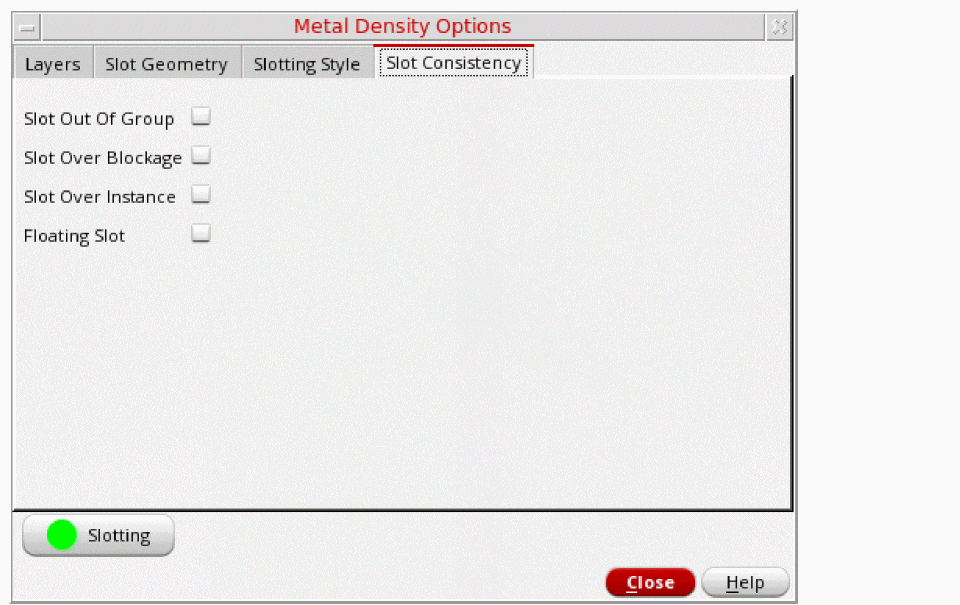 Metal Density Options
Layers Slot Geometry Slotting Style Slot Consistency
Slot Out Of Group
Slot Over Blockage
Slot Over Instance
Floating Slot
Slotting
Close Help